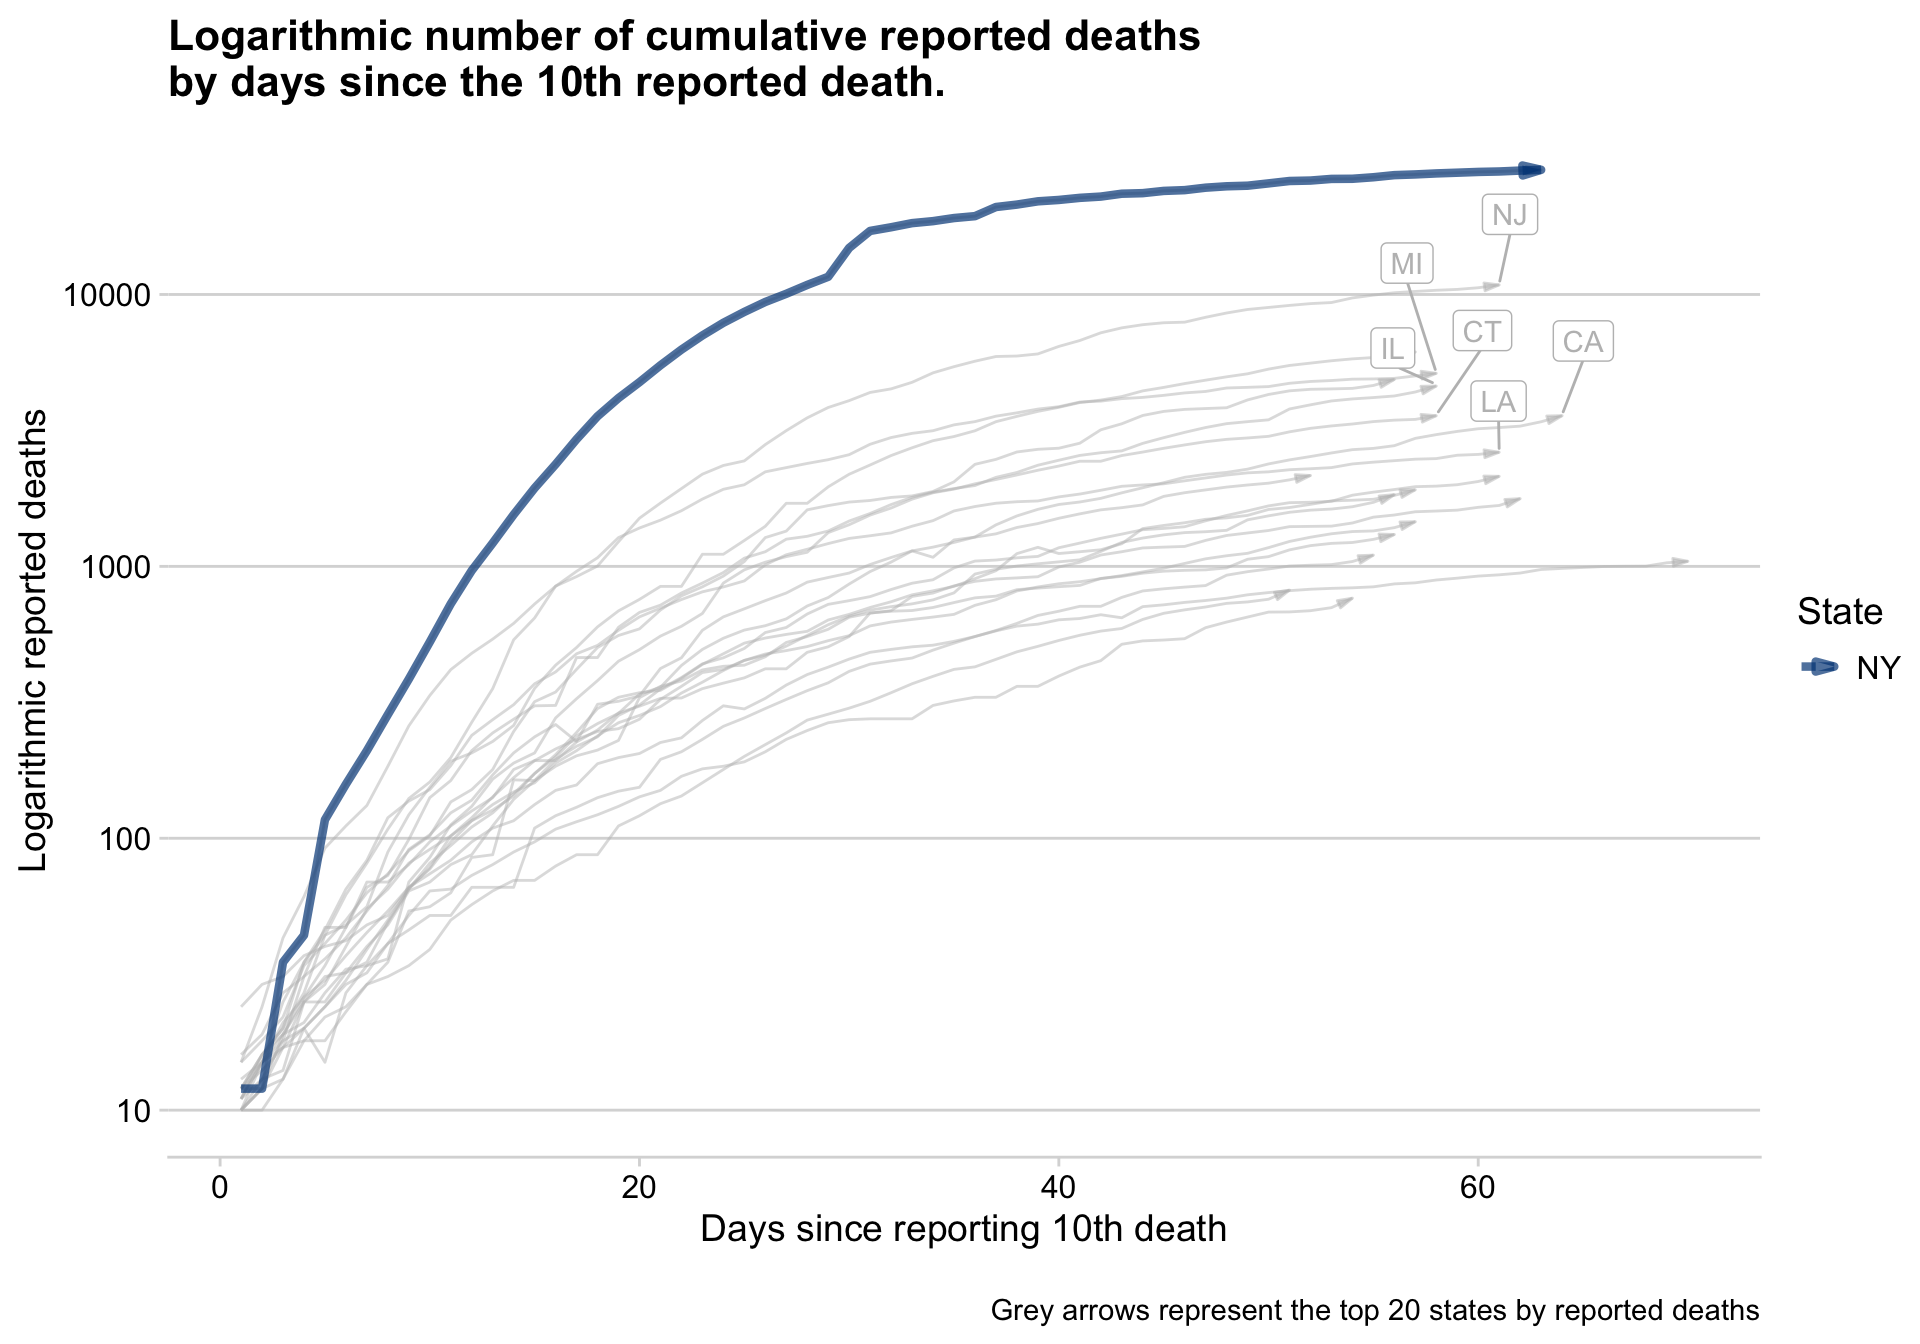 Logarithmic number of cumulative reported deaths
by days since the 10th reported death.
Logarithmic reported deaths
10000
1000
100
10
NJ
MI
CT
CA
IL
LA
State
NY
0
20
40
60
Days since reporting 10th death
Grey arrows represent the top 20 states by reported deaths